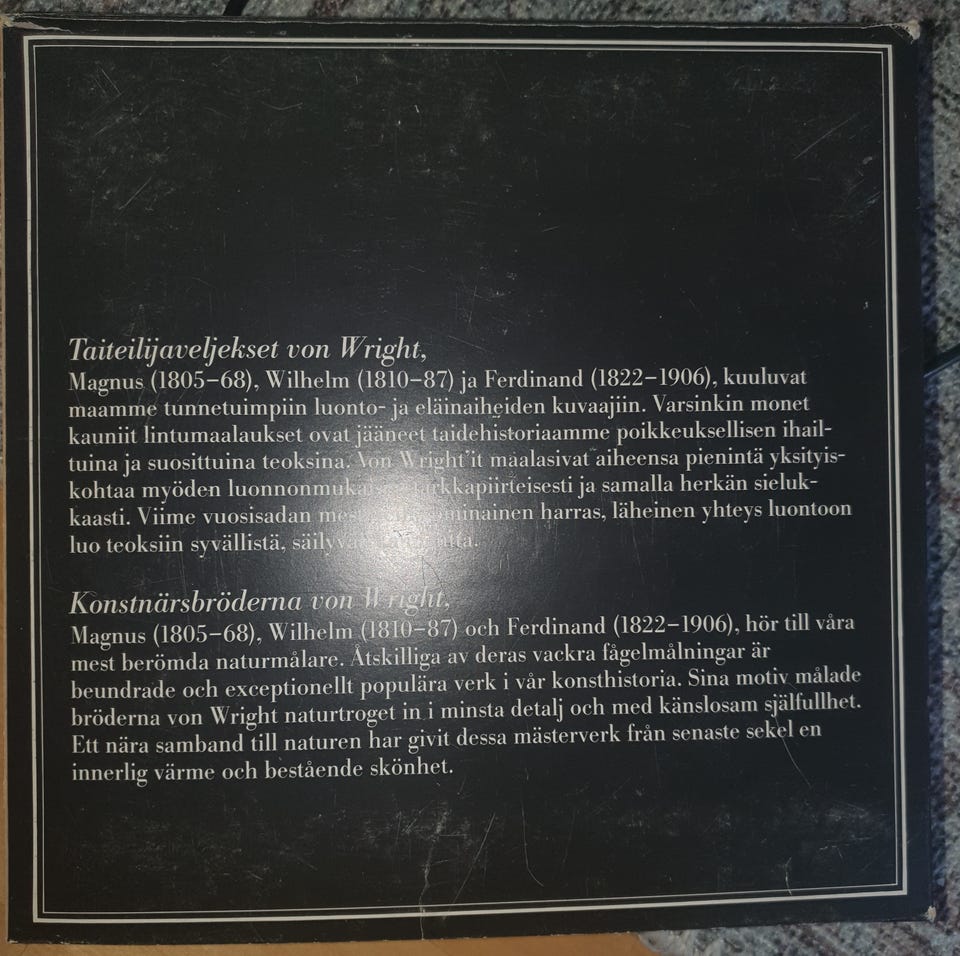 Taiteilijaveljekset von Wright,
Magnus (1805–68), Wilhelm (1810–87) ja Ferdinand (1822–1906), kuuluvat
maamme tunnetuimpiin luonto- ja eläinaiheiden kuvaajiin. Varsinkin monet
kauniit lintumaalaukset ovat jääneet taidehistoriaamme poikkeuksellisen ihail-
tuina ja suosittuina teoksina. Von Wright'it maalasivat aiheensa pienintä yksityis-
kohtaa myöden ja samalla herkän sieluk-
kaasti. Viime vuosisadan harras, läheinen yhteys luontoon
luo teoksiin syvällistä,
Konstnärsbröderna von Wright,
Magnus (1805–68), Wilhelm (1810–87) och Ferdinand (1822–1906), hör till våra
mest berömda naturmålare. Åtskilliga av deras vackra fågelmålningar är
beundrade och exceptionellt populära verk i vår konsthistoria. Sina motiv målade
bröderna von Wright naturtroget in i minsta detalj och med känslosam själfullhet.
Ett nära samband till naturen har givit dessa mästerverk från senaste sekel en
innerlig värme och bestående skönhet.